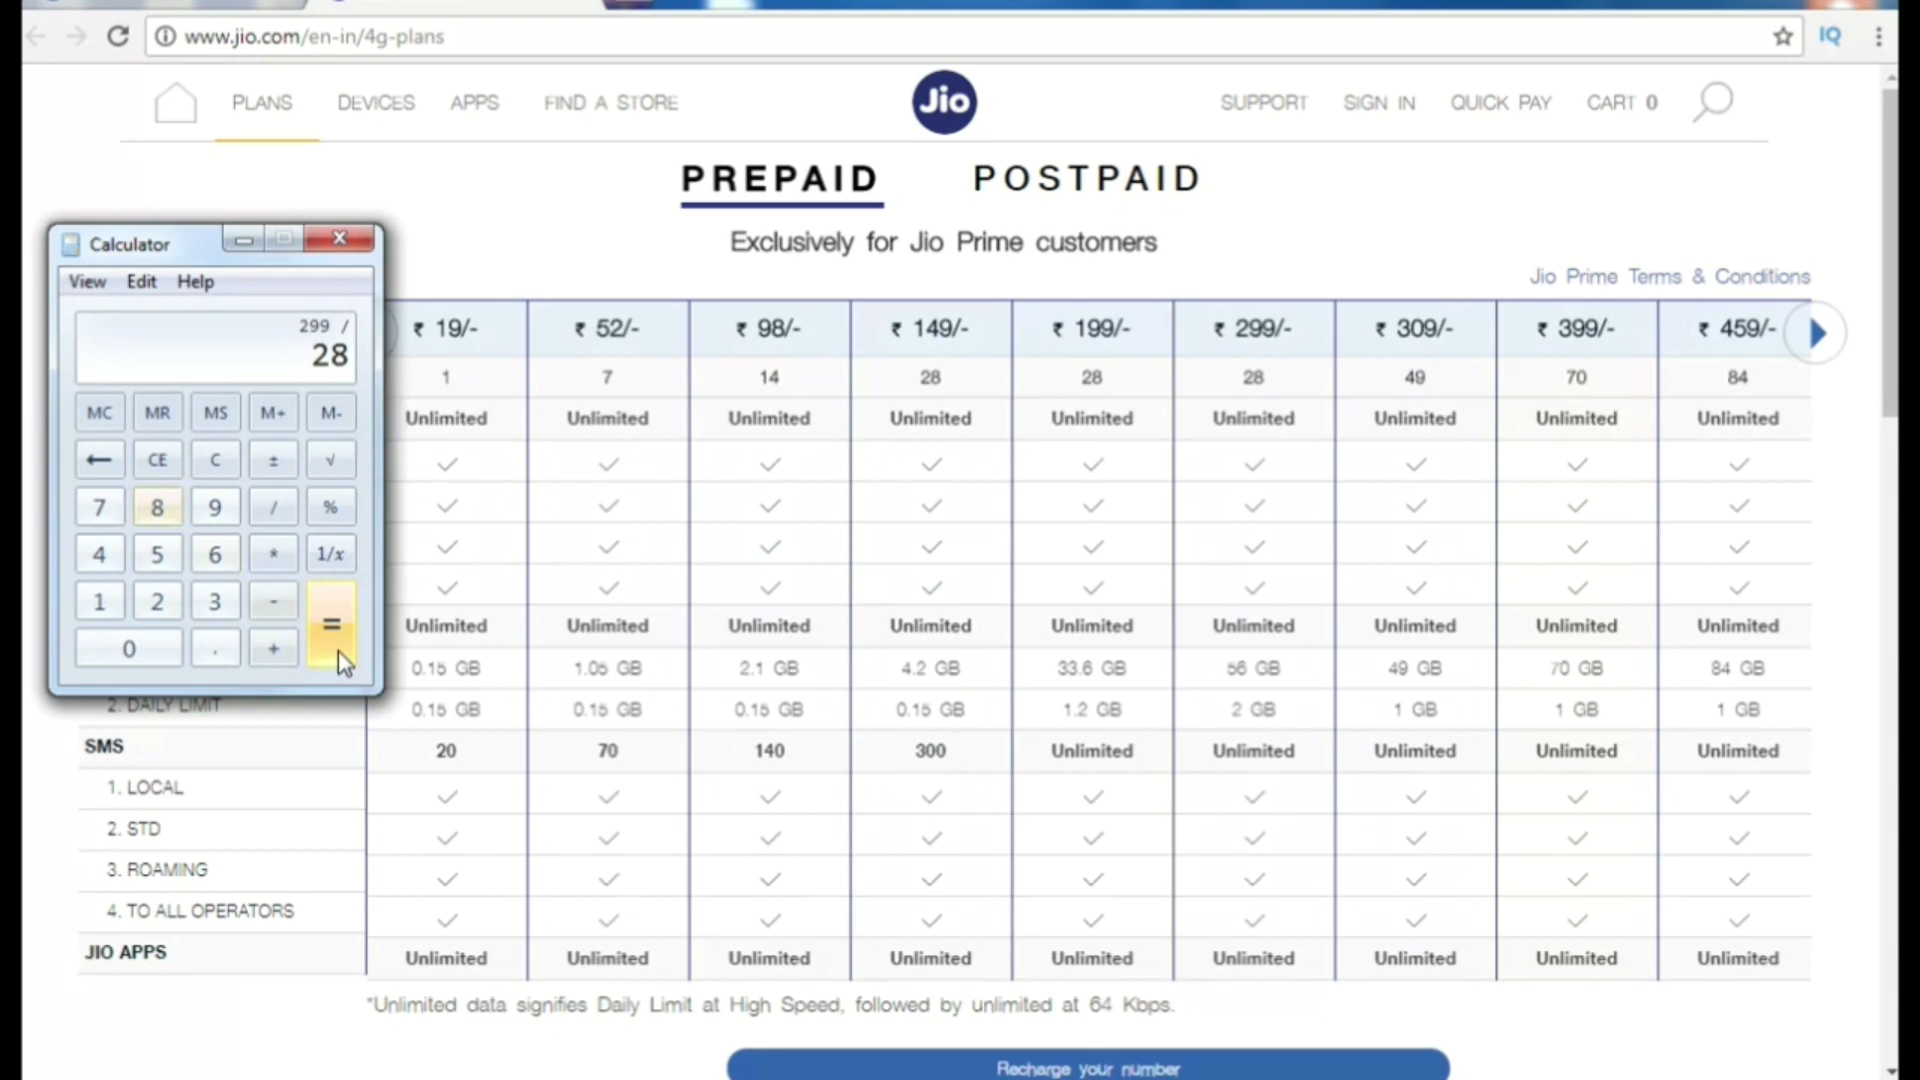 www.jio.com/en-in/4g-plans
IQ
PLANS DEVICES APPS FIND A STORE Jio SUPPORT SIGN IN QUICK PAY CART 0
PREPAID POSTPAID
Exclusively for Jio Prime customers
Jio Prime Terms & Conditions
Calculator
View Edit Help
299 /
28
MC MR MS M+ M-
← CE C ± √
7 8 9 / %
4 5 6 * 1/x
1 2 3 - =
0 . +
₹ 19/- ₹ 52/- ₹ 98/- ₹ 149/- ₹ 199/- ₹ 299/- ₹ 309/- ₹ 399/- ₹ 459/-
1 7 14 28 28 28 49 70 84
Unlimited Unlimited Unlimited Unlimited Unlimited Unlimited Unlimited Unlimited Unlimited
Unlimited Unlimited Unlimited Unlimited Unlimited Unlimited Unlimited Unlimited Unlimited
0.15 GB 1.05 GB 2.1 GB 4.2 GB 33.6 GB 56 GB 49 GB 70 GB 84 GB
2. DAILY LIMIT 0.15 GB 0.15 GB 0.15 GB 0.15 GB 1.2 GB 2 GB 1 GB 1 GB 1 GB
SMS 20 70 140 300 Unlimited Unlimited Unlimited Unlimited Unlimited
1. LOCAL
2. STD
3. ROAMING
4. TO ALL OPERATORS
JIO APPS Unlimited Unlimited Unlimited Unlimited Unlimited Unlimited Unlimited Unlimited Unlimited
*Unlimited data signifies Daily Limit at High Speed, followed by unlimited at 64 Kbps.
Recharge your number